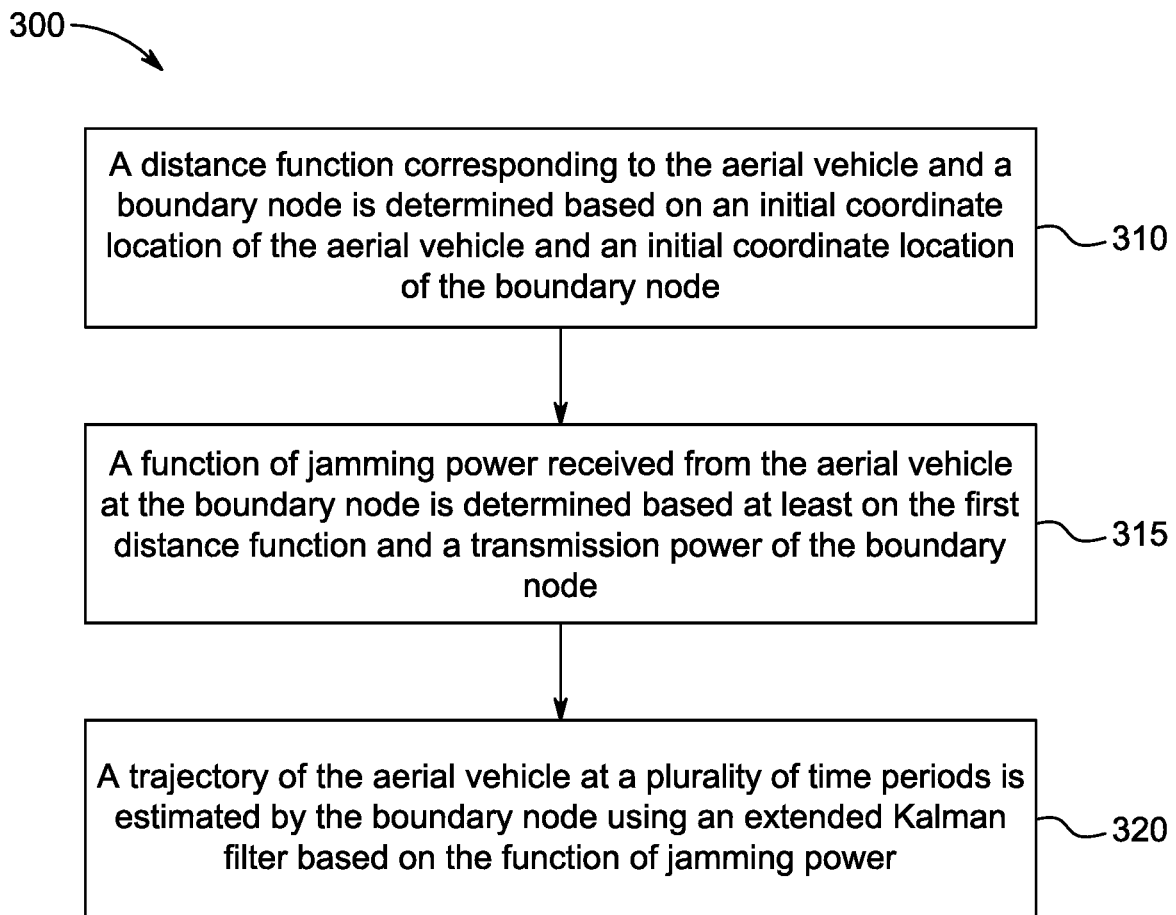 300
A distance function corresponding to the aerial vehicle and a
boundary node is determined based on an initial coordinate
location of the aerial vehicle and an initial coordinate location
of the boundary node
310
A function of jamming power received from the aerial vehicle
at the boundary node is determined based at least on the first
distance function and a transmission power of the boundary
node
315
A trajectory of the aerial vehicle at a plurality of time periods is
estimated by the boundary node using an extended Kalman
filter based on the function of jamming power
320